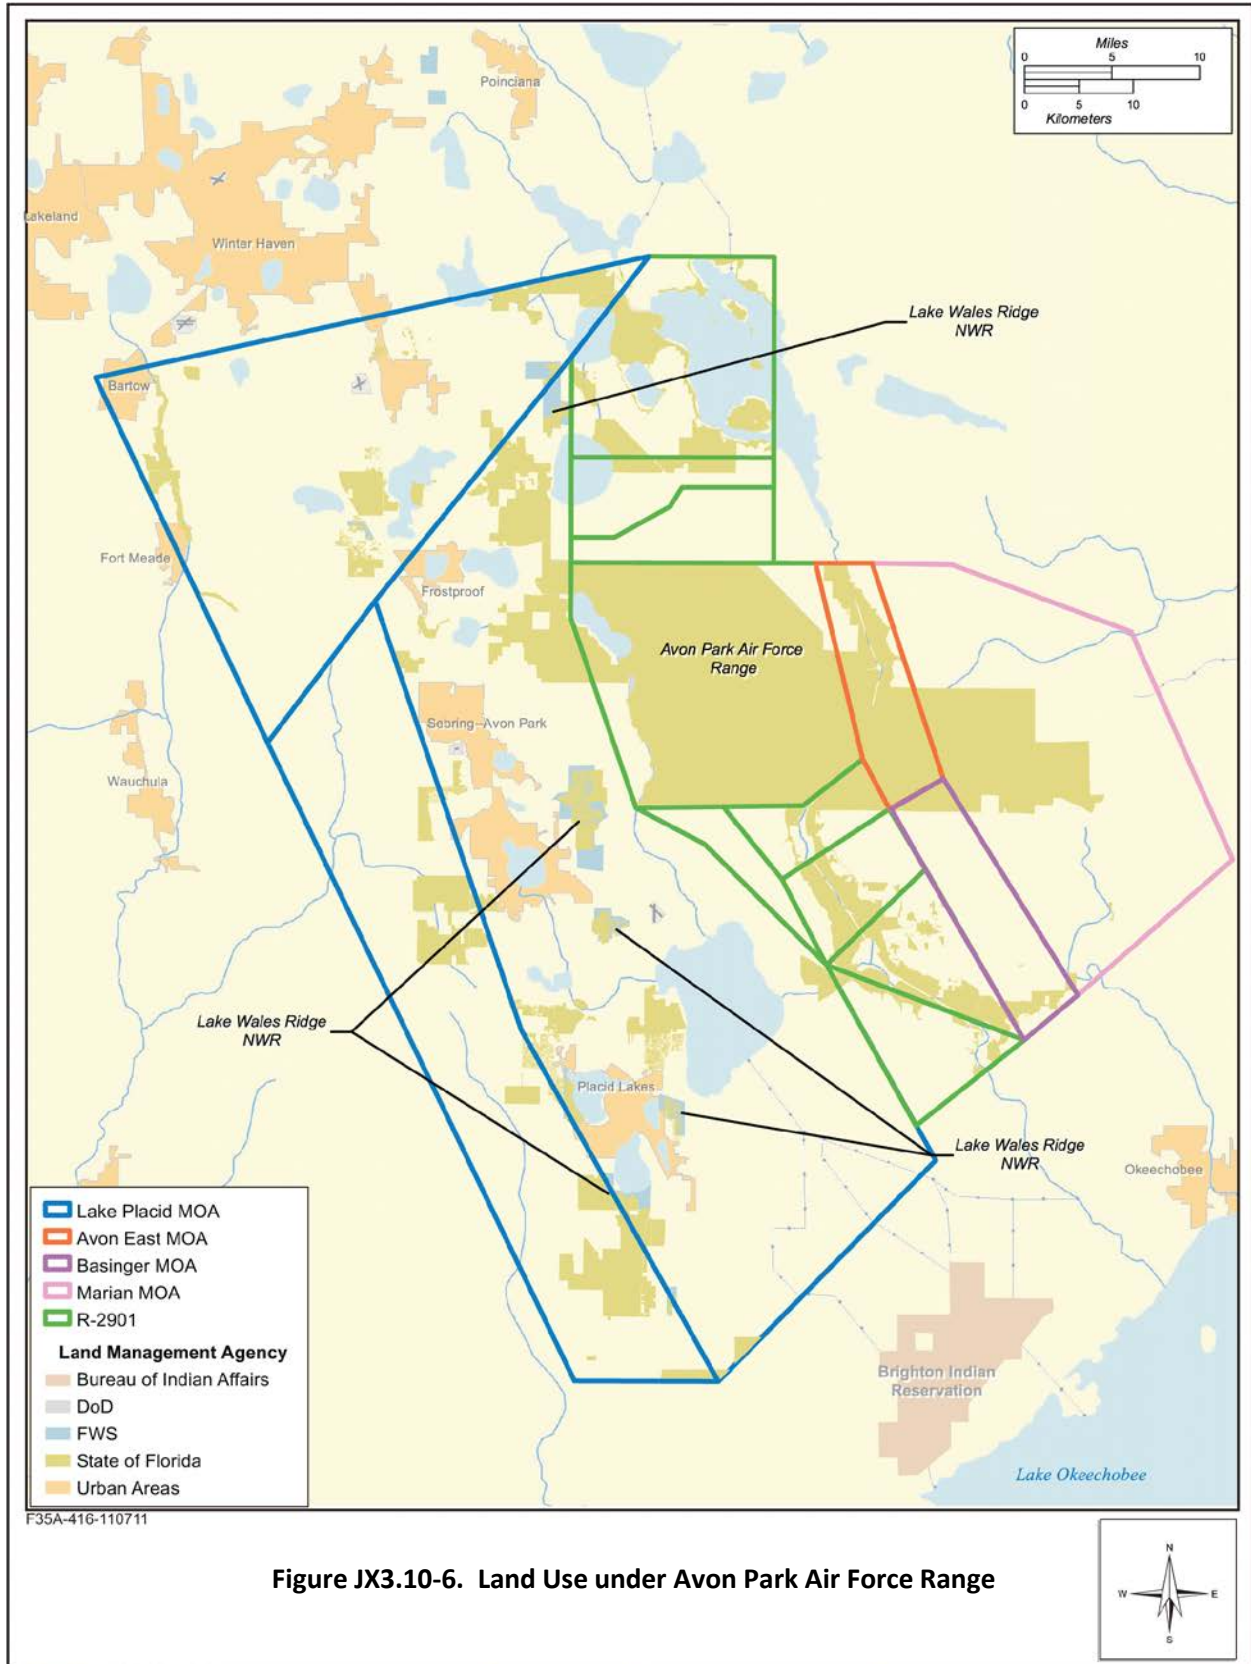 Miles
0 5 10
0 5 10
Kilometers
Poinciana
Lakeland
Winter Haven
Lake Wales Ridge
NWR
Bartow
Fort Meade
Frostproof
Avon Park Air Force
Range
Sebring--Avon Park
Wauchula
Lake Wales Ridge
NWR
Placid Lakes
Lake Wales Ridge
NWR
Okeechobee
Lake Placid MOA
Avon East MOA
Basinger MOA
Marian MOA
R-2901
Land Management Agency
Bureau of Indian Affairs
DoD
FWS
State of Florida
Urban Areas
Brighton Indian
Reservation
Lake Okeechobee
F35A-416-110711
Figure JX3.10-6. Land Use under Avon Park Air Force Range
N
W E
S